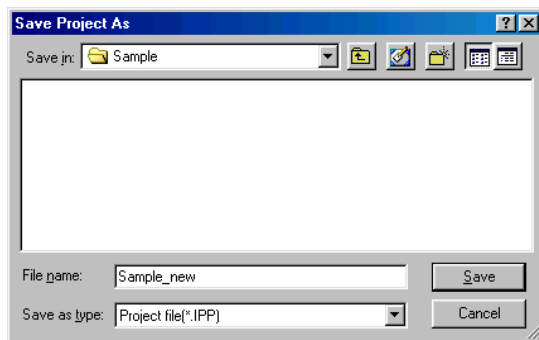 Save Project As
Save in: Sample
File name: Sample_new Save
Save as type: Project file(*.IPP) Cancel